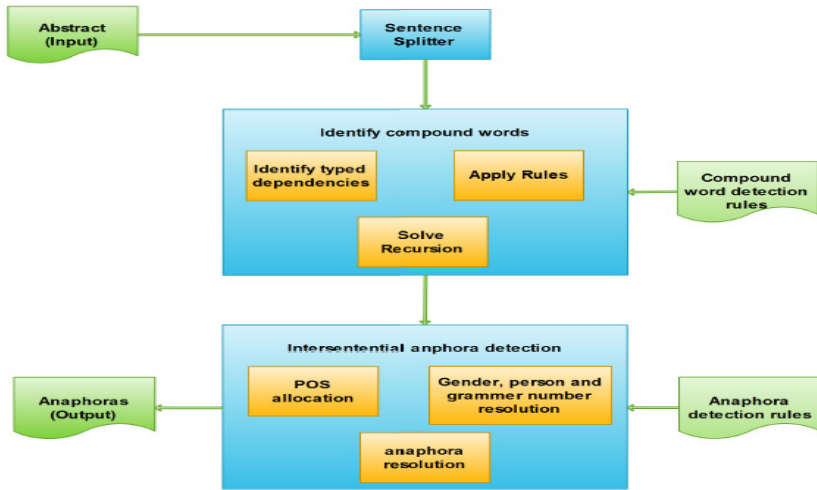 Abstract
(Input)
Sentence
Splitter
Identify compound words
Identify typed
dependencies
Apply Rules
Solve
Recursion
Compound
word detection
rules
Intersentential anphora detection
POS
allocation
Gender, person and
grammer number
resolution
anaphora
resolution
Anaphoras
(Output)
Anaphora
detection rules